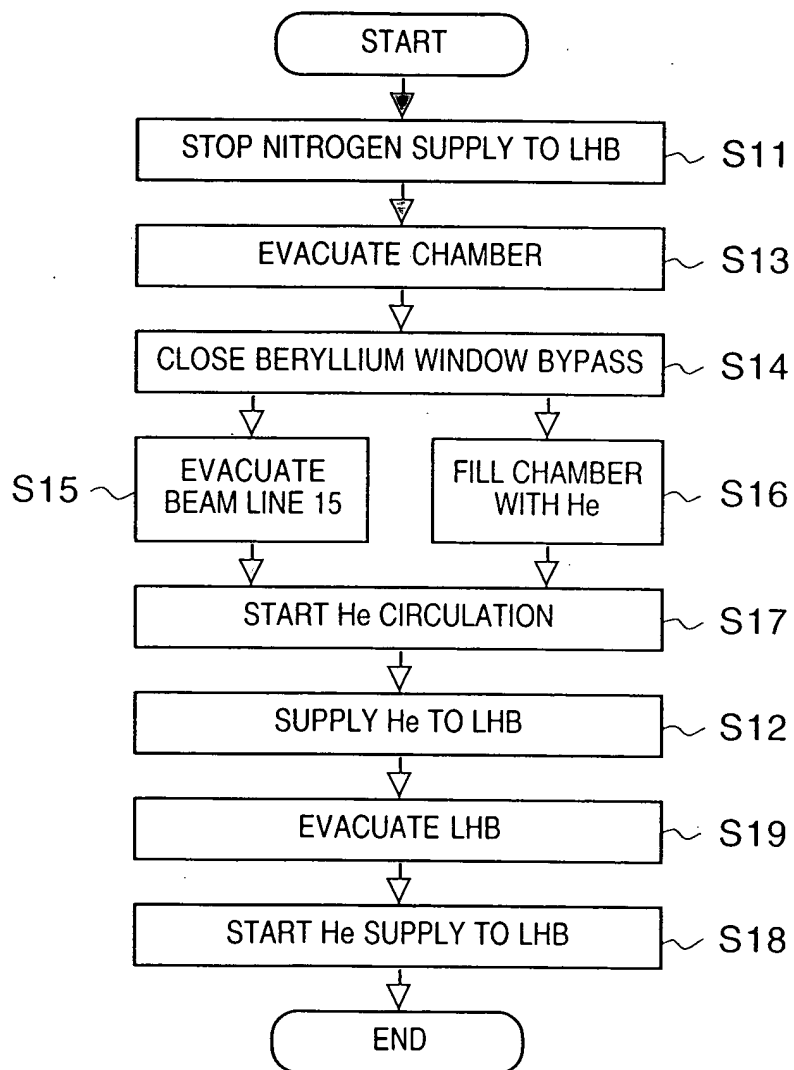 START
STOP NITROGEN SUPPLY TO LHB
S11
EVACUATE CHAMBER
S13
CLOSE BERYLLIUM WINDOW BYPASS
S14
S15
EVACUATE
BEAM LINE 15
FILL CHAMBER
WITH He
S16
START He CIRCULATION
S17
SUPPLY He TO LHB
S12
EVACUATE LHB
S19
START He SUPPLY TO LHB
S18
END